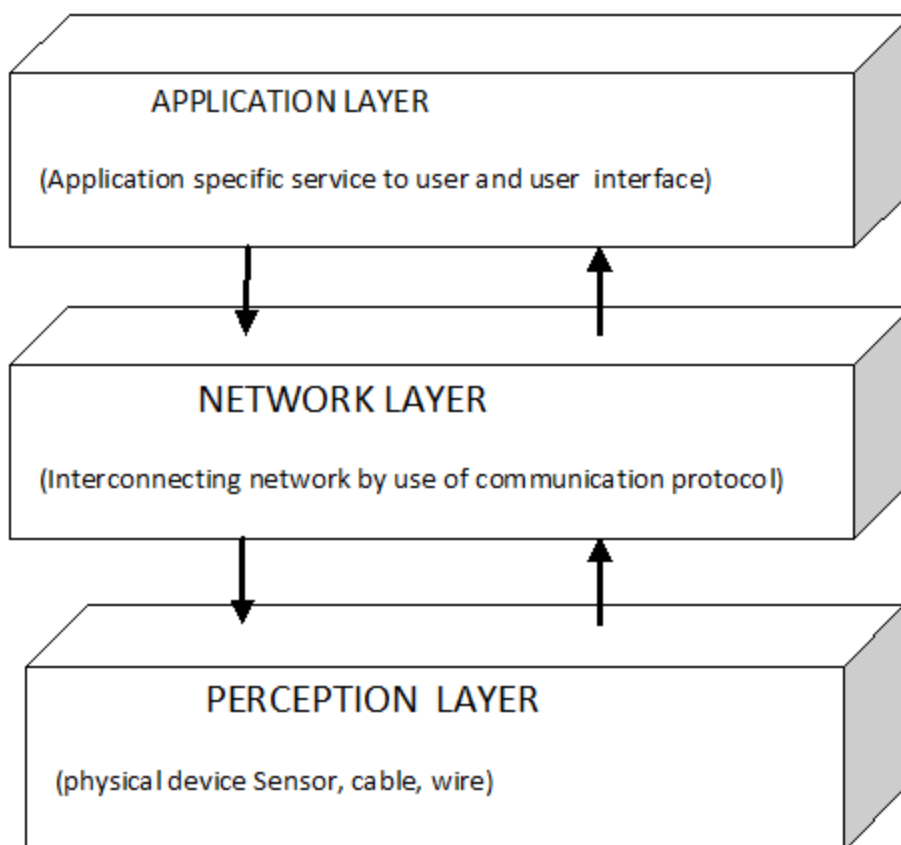 APPLICATION LAYER
(Application specific service to user and user interface)
NETWORK LAYER
(Interconnecting network by use of communication protocol)
PERCEPTION LAYER
(physical device Sensor, cable, wire)